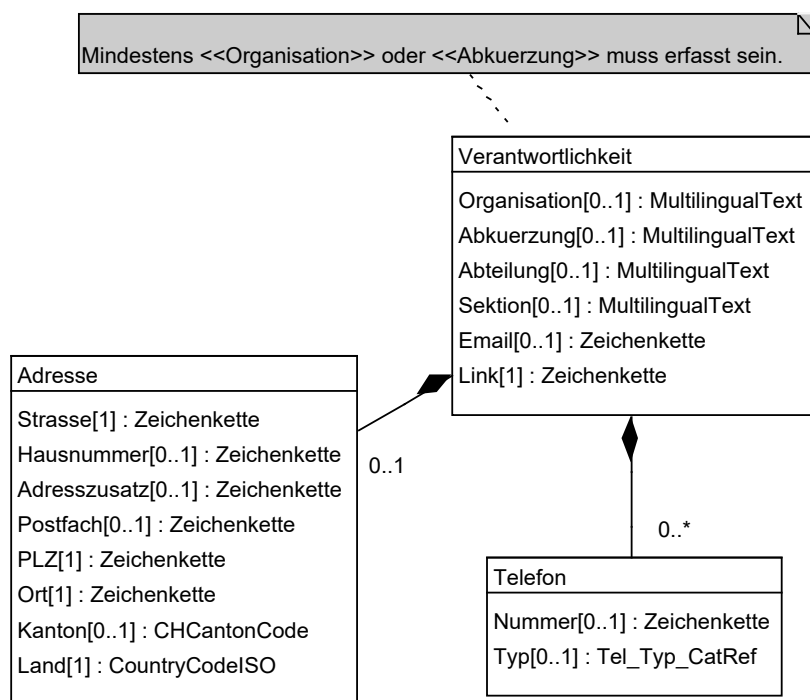 Mindestens <<Organisation>> oder <<Abkuerzung>> muss erfasst sein.
Verantwortlichkeit
Organisation[0..1] : MultilingualText
Abkuerzung[0..1] : MultilingualText
Abteilung[0..1] : MultilingualText
Sektion[0..1] : MultilingualText
Email[0..1] : Zeichenkette
Link[1] : Zeichenkette
Adresse
Strasse[1] : Zeichenkette
Hausnummer[0..1] : Zeichenkette
Adresszusatz[0..1] : Zeichenkette
Postfach[0..1] : Zeichenkette
PLZ[1] : Zeichenkette
Ort[1] : Zeichenkette
Kanton[0..1] : CHCantonCode
Land[1] : CountryCodeISO
0..1
0..*
Telefon
Nummer[0..1] : Zeichenkette
Typ[0..1] : Tel_Typ_CatRef